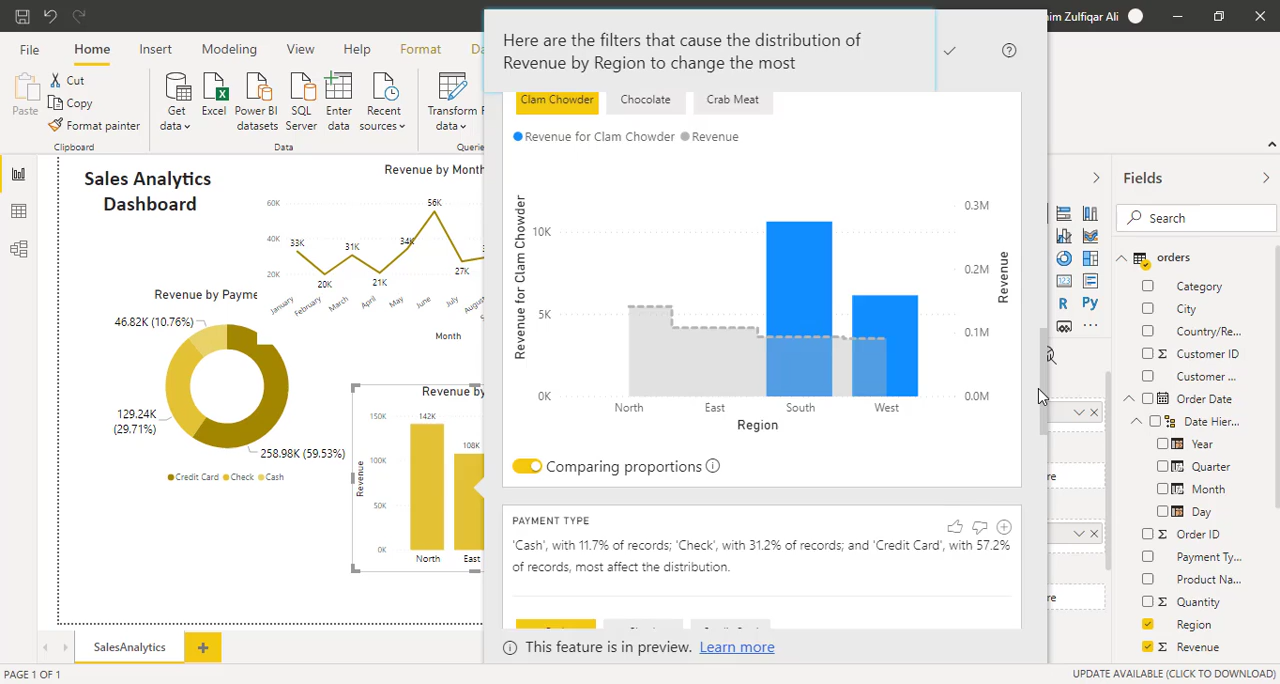 im Zulfiqar Ali
File
Home
Insert
Modeling
View
Help
Format
Da
Paste
Cut
Copy
Format painter
Clipboard
Get data
Excel
Power BI datasets
SQL Server
Enter data
Recent sources
Data
Transform data
Querie
Here are the filters that cause the distribution of
Revenue by Region to change the most
Clam Chowder
Chocolate
Crab Meat
Revenue for Clam Chowder
Revenue
Revenue for Clam Chowder
10K
5K
0K
0.3M
0.2M
0.1M
0.0M
Revenue
North
East
South
West
Region
Comparing proportions
PAYMENT TYPE
'Cash', with 11.7% of records; 'Check', with 31.2% of records; and 'Credit Card', with 57.2%
of records, most affect the distribution.
This feature is in preview. Learn more
Sales Analytics
Dashboard
Revenue by Month
60K
40K
20K
33K
20K
31K
21K
34K
56K
27K
January
February
March
April
May
June
July
Month
Revenue by Payme
46.82K (10.76%)
129.24K
(29.71%)
258.98K (59.53%)
Credit Card
Check
Cash
Revenue by
150K
100K
50K
0K
Revenue
142K
108K
North
East
SalesAnalytics
PAGE 1 OF 1
R
Py
Fields
Search
orders
Category
City
Country/Re...
Customer ID
Customer ...
Order Date
Date Hier...
Year
Quarter
Month
Day
Order ID
Payment Ty...
Product Na...
Quantity
Region
Revenue
UPDATE AVAILABLE (CLICK TO DOWNLOAD)